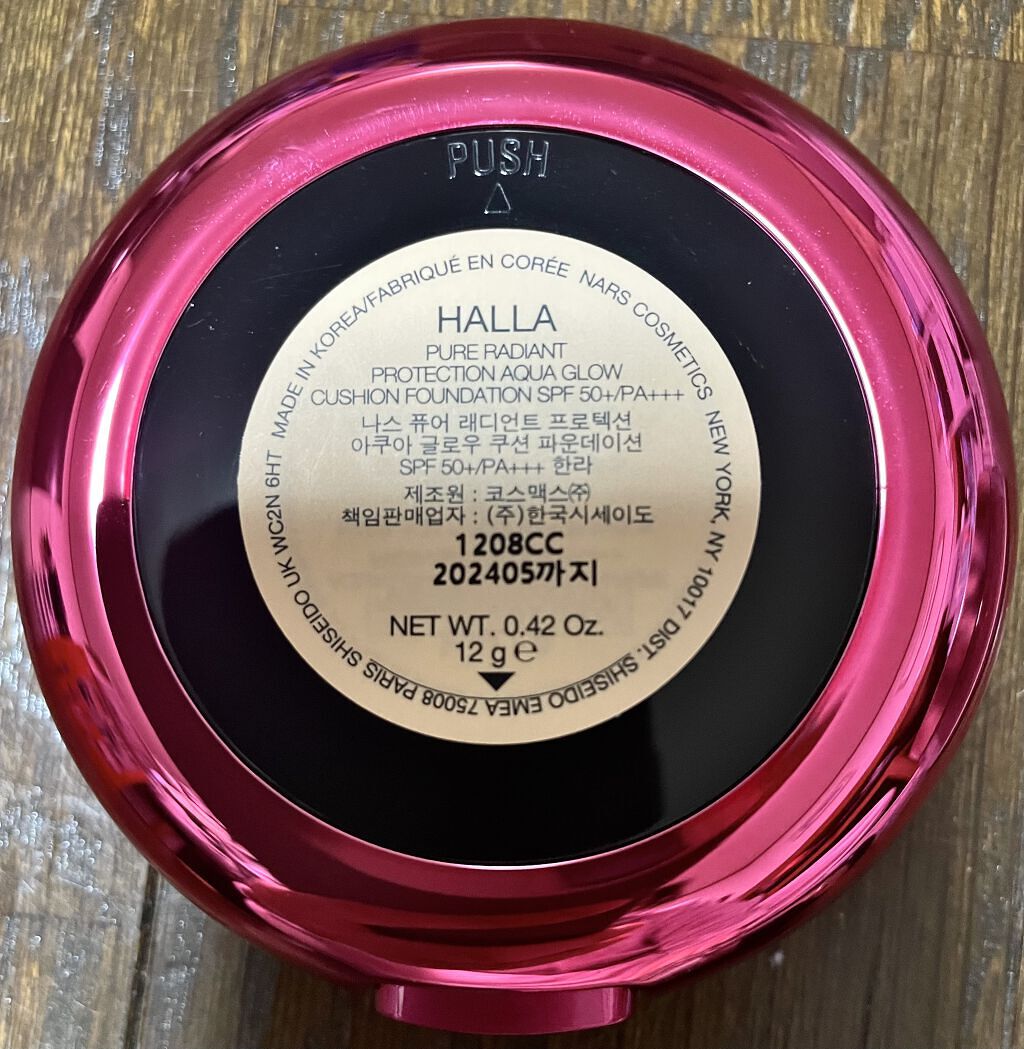 PUSH
HALLA
PURE RADIANT
PROTECTION AQUA GLOW
CUSHION FOUNDATION SPF 50+/PA+++
나스 퓨어 래디언트 프로텍션
아쿠아 글로우 쿠션 파운데이션
SPF 50+/PA+++ 한라
제조원 : 코스맥스㈜
책임판매업자 : (주)한국시세이도
1208CC
202405까지
NET WT. 0.42 Oz.
12 g ℮
MADE IN KOREA/FABRIQUÉ EN CORÉE NARS COSMETICS NEW YORK, NY 10017 DIST. SHISEIDO EMEA 75008 PARIS SHISEIDO UK WC2N 6HT